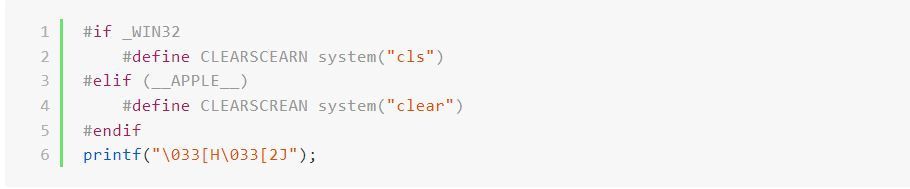 1 #if _WIN32
2     #define CLEARSCEARN system("cls")
3 #elif (__APPLE__)
4     #define CLEARSCREAN system("clear")
5 #endif
6 printf("\033[H\033[2J");